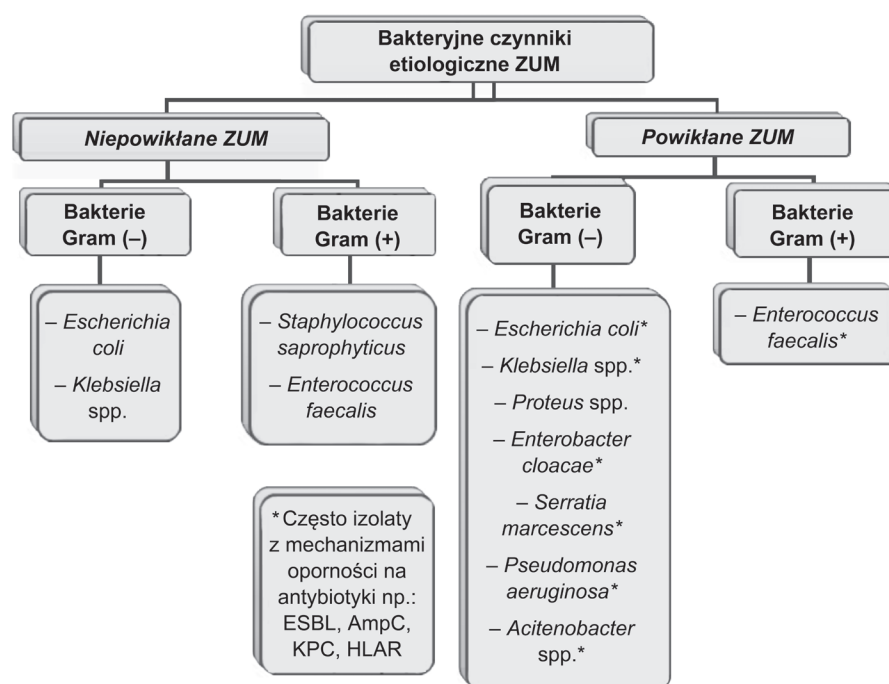 Bakteryjne czynniki
etiologiczne ZUM
Niepowikłane ZUM
Powikłane ZUM
Bakterie
Gram (–)
Bakterie
Gram (+)
Bakterie
Gram (–)
Bakterie
Gram (+)
– Escherichia
coli
– Klebsiella
spp.
– Staphylococcus
saprophyticus
– Enterococcus
faecalis
– Escherichia coli*
– Klebsiella spp.*
– Proteus spp.
– Enterobacter
cloacae*
– Serratia
marcescens*
– Pseudomonas
aeruginosa*
– Acitenobacter
spp.*
– Enterococcus
faecalis*
* Często izolaty
z mechanizmami
oporności na
antybiotyki np.:
ESBL, AmpC,
KPC, HLAR